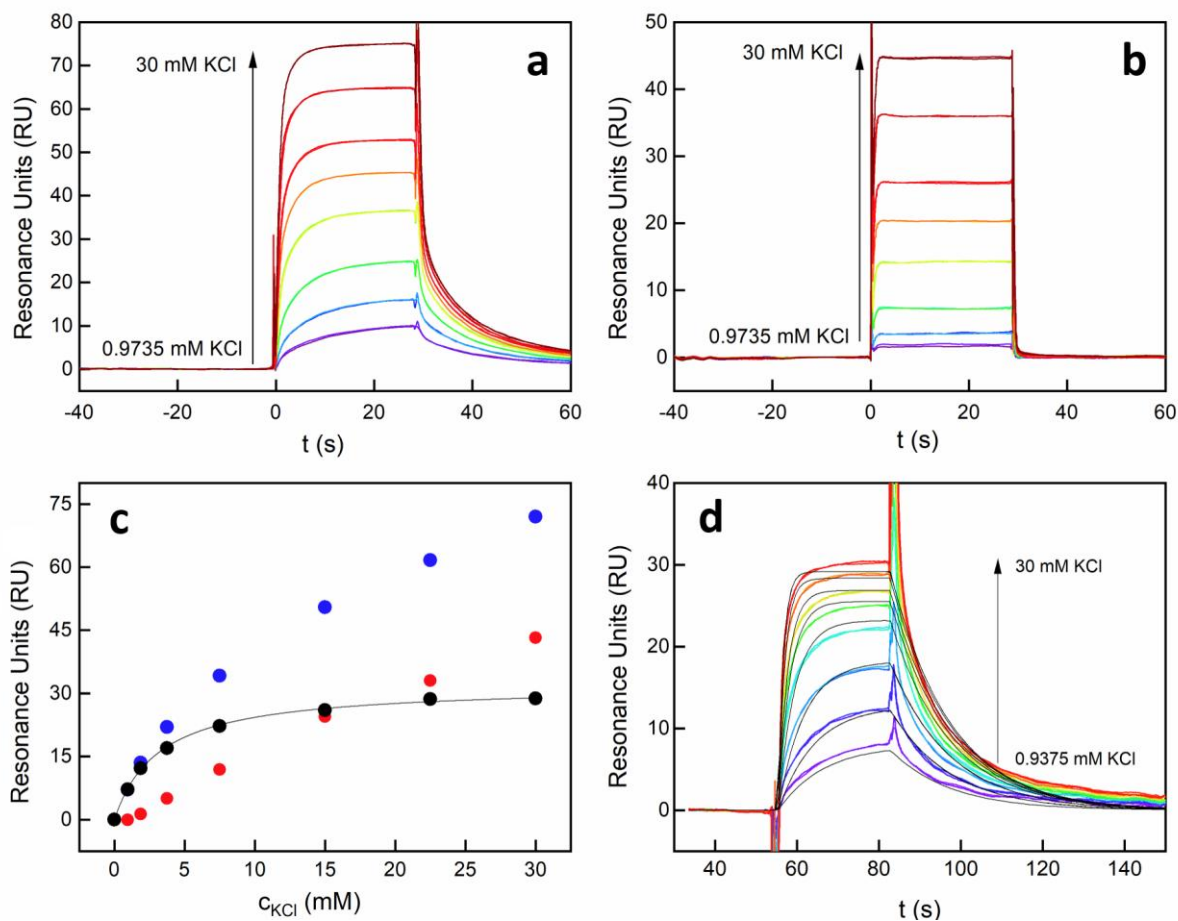 a
Resonance Units (RU)
80
70
60
50
40
30
20
10
0
30 mM KCl
0.9735 mM KCl
-40 -20 0 20 40 60
t (s)
b
Resonance Units (RU)
50
40
30
20
10
0
30 mM KCl
0.9735 mM KCl
-40 -20 0 20 40 60
t (s)
c
Resonance Units (RU)
75
60
45
30
15
0
0 5 10 15 20 25 30
cKCl (mM)
d
Resonance Units (RU)
40
30
20
10
0
30 mM KCl
0.9375 mM KCl
40 60 80 100 120 140
t (s)